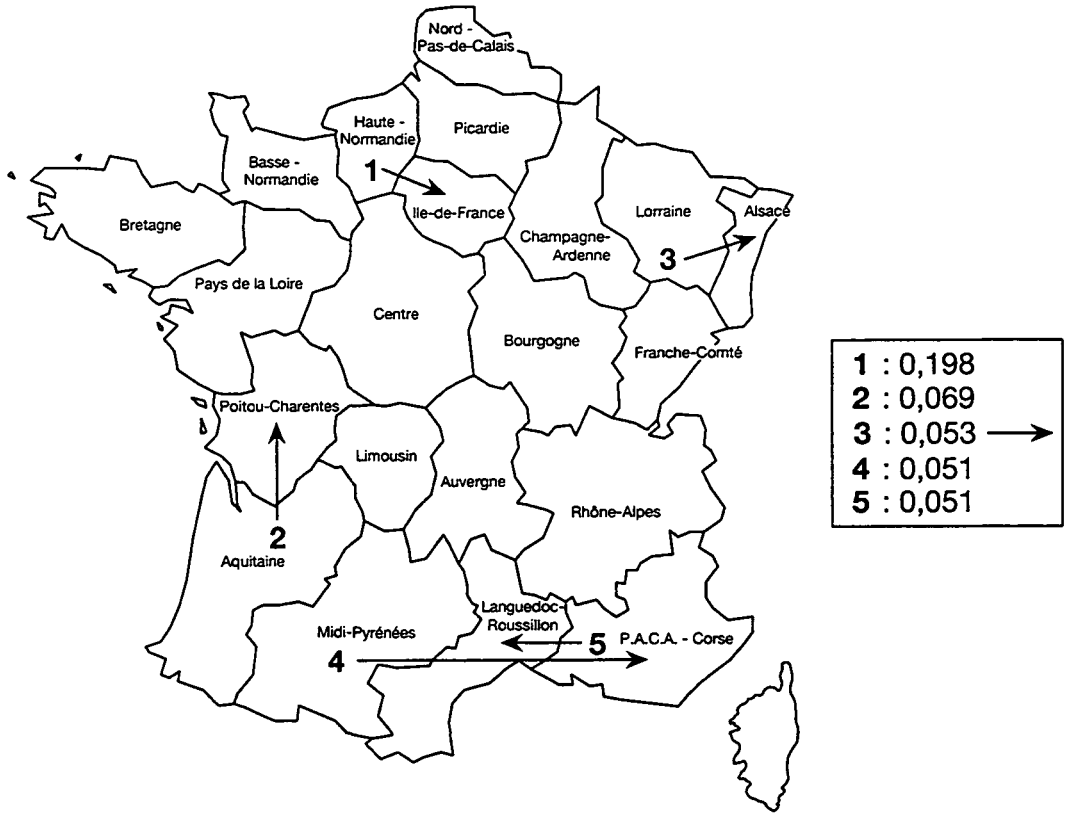 Nord -
Pas-de-Calais
Haute -
Normandie
Picardie
Basse -
Normandie
1
Ile-de-France
Lorraine
Alsace
Bretagne
Champagne-
Ardenne
3
Pays de la Loire
Centre
Bourgogne
Franche-Comté
Poitou-Charentes
Limousin
Auvergne
Rhône-Alpes
2
Aquitaine
Languedoc-
Roussillon
Midi-Pyrénées
5
P.A.C.A. - Corse
4
1 : 0,198
2 : 0,069
3 : 0,053
4 : 0,051
5 : 0,051